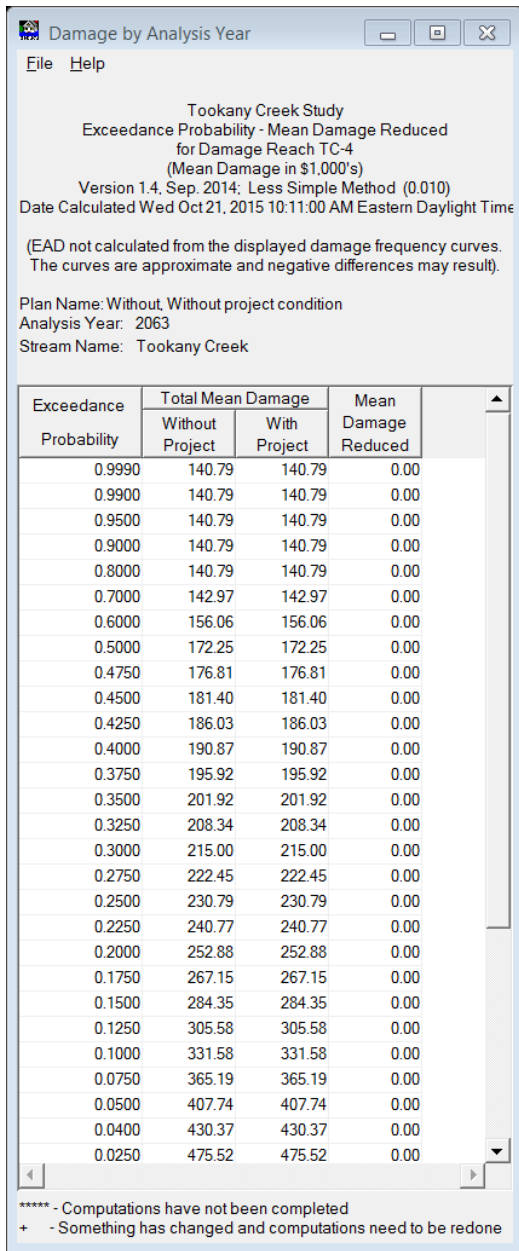 Damage by Analysis Year
File Help
Tookany Creek Study
Exceedance Probability - Mean Damage Reduced
for Damage Reach TC-4
(Mean Damage in $1,000's)
Version 1.4, Sep. 2014; Less Simple Method (0.010)
Date Calculated Wed Oct 21, 2015 10:11:00 AM Eastern Daylight Time
(EAD not calculated from the displayed damage frequency curves.
The curves are approximate and negative differences may result).
Plan Name: Without, Without project condition
Analysis Year: 2063
Stream Name: Tookany Creek
Exceedance Probability Total Mean Damage Mean Damage Reduced
Without Project With Project
0.9990 140.79 140.79 0.00
0.9900 140.79 140.79 0.00
0.9500 140.79 140.79 0.00
0.9000 140.79 140.79 0.00
0.8000 140.79 140.79 0.00
0.7000 142.97 142.97 0.00
0.6000 156.06 156.06 0.00
0.5000 172.25 172.25 0.00
0.4750 176.81 176.81 0.00
0.4500 181.40 181.40 0.00
0.4250 186.03 186.03 0.00
0.4000 190.87 190.87 0.00
0.3750 195.92 195.92 0.00
0.3500 201.92 201.92 0.00
0.3250 208.34 208.34 0.00
0.3000 215.00 215.00 0.00
0.2750 222.45 222.45 0.00
0.2500 230.79 230.79 0.00
0.2250 240.77 240.77 0.00
0.2000 252.88 252.88 0.00
0.1750 267.15 267.15 0.00
0.1500 284.35 284.35 0.00
0.1250 305.58 305.58 0.00
0.1000 331.58 331.58 0.00
0.0750 365.19 365.19 0.00
0.0500 407.74 407.74 0.00
0.0400 430.37 430.37 0.00
0.0250 475.52 475.52 0.00
***** - Computations have not been completed
+ - Something has changed and computations need to be redone